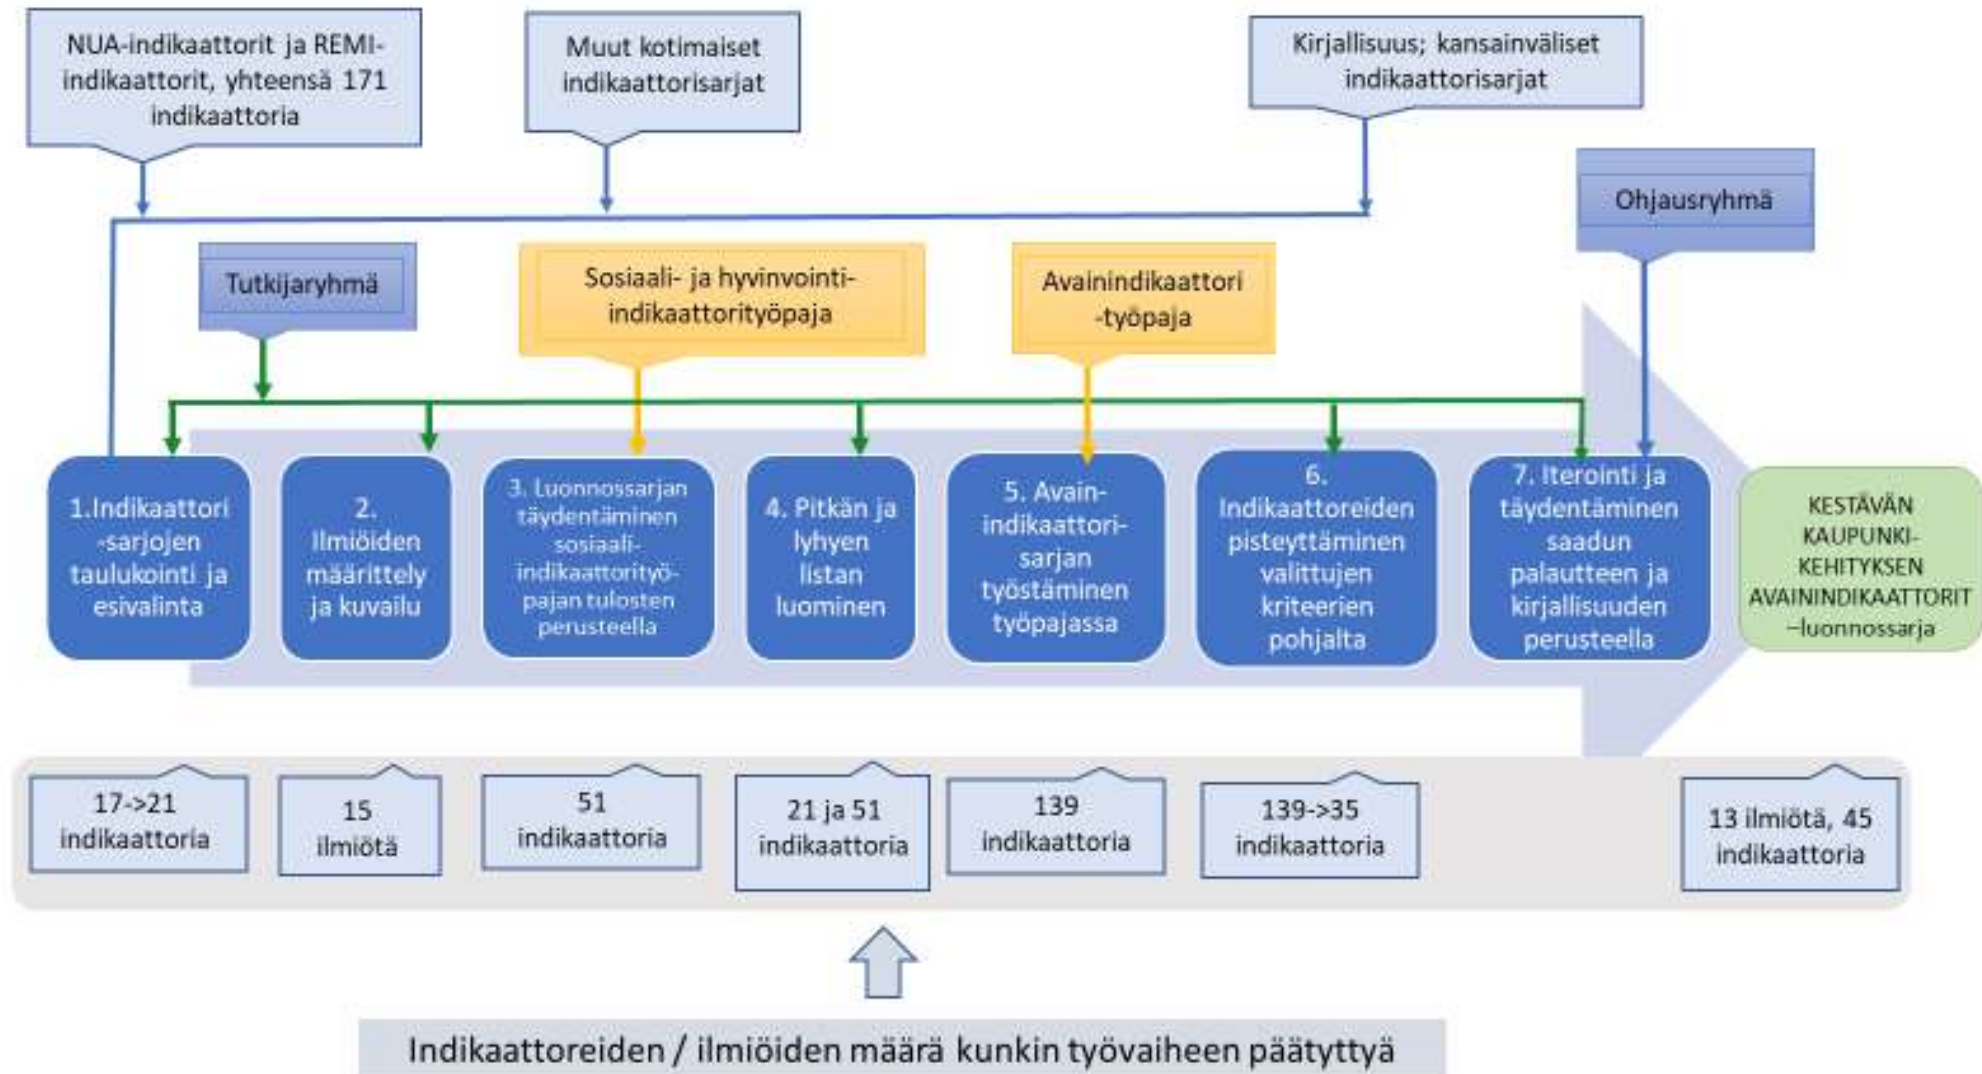 NUA-indikaattorit ja REMI-
indikaattorit, yhteensä 171
indikaattoria
Muut kotimaiset
indikaattorisarjat
Kirjallisuus; kansainväliset
indikaattorisarjat
Ohjausryhmä
Tutkijaryhmä
Sosiaali- ja hyvinvointi-
indikaattorityöpaja
Avainindikaattori
-työpaja
1.Indikaattori
-sarjojen
taulukointi ja
esivalinta
2.
Ilmiöiden
määrittely
ja kuvailu
3. Luonnossarjan
täydentäminen
sosiaali-
indikaattorityö-
pajan tulosten
perusteella
4. Pitkän ja
lyhyen
listan
luominen
5. Avain-
indikaattori-
sarjan
työstäminen
työpajassa
6.
Indikaattoreiden
pisteyttäminen
valittujen
kriteerien
pohjalta
7. Iterointi ja
täydentäminen
saadun
palautteen ja
kirjallisuuden
perusteella
KESTÄVÄN
KAUPUNKI-
KEHITYKSEN
AVAININDIKAATTORIT
–luonnossarja
17->21
indikaattoria
15
ilmiötä
51
indikaattoria
21 ja 51
indikaattoria
139
indikaattoria
139->35
indikaattoria
13 ilmiötä, 45
indikaattoria
Indikaattoreiden / ilmiöiden määrä kunkin työvaiheen päätyttyä